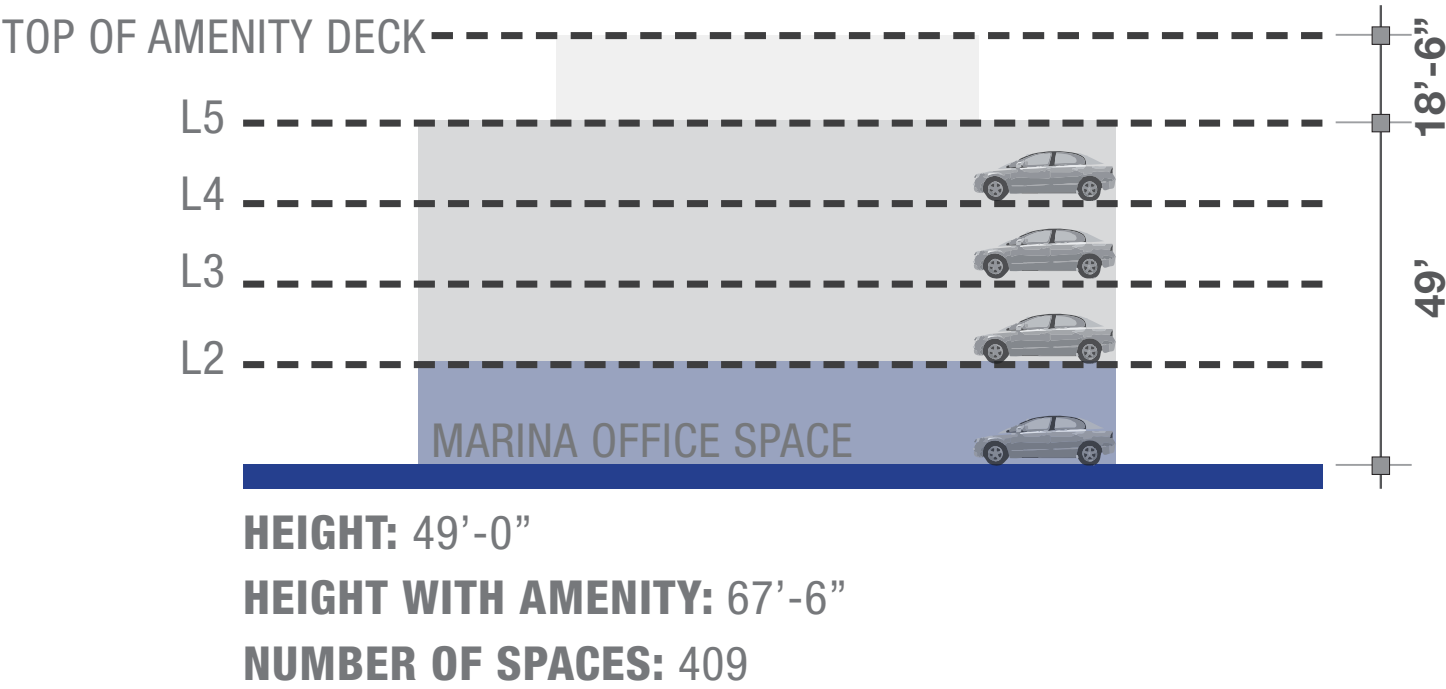 TOP OF AMENITY DECK
18’-6”
L5
L4
L3
49’
L2
MARINA OFFICE SPACE
HEIGHT: 49’-0”
HEIGHT WITH AMENITY: 67’-6”
NUMBER OF SPACES: 409